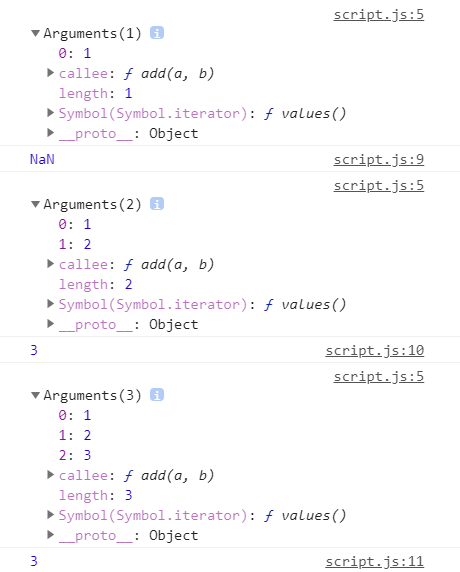 script.js:5
▼Arguments(1) i
0: 1
▶callee: ƒ add(a, b)
length: 1
▶Symbol(Symbol.iterator): ƒ values()
▶__proto__: Object
NaN script.js:9
script.js:5
▼Arguments(2) i
0: 1
1: 2
▶callee: ƒ add(a, b)
length: 2
▶Symbol(Symbol.iterator): ƒ values()
▶__proto__: Object
3 script.js:10
script.js:5
▼Arguments(3) i
0: 1
1: 2
2: 3
▶callee: ƒ add(a, b)
length: 3
▶Symbol(Symbol.iterator): ƒ values()
▶__proto__: Object
3 script.js:11